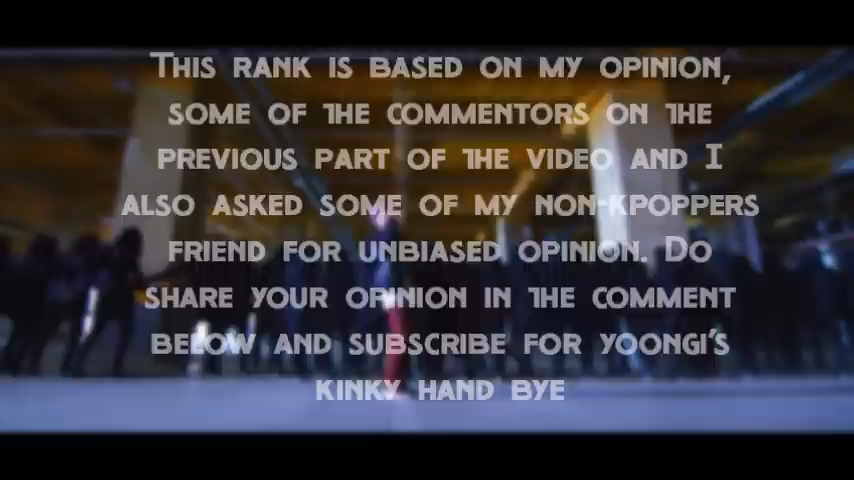 This rank is based on my opinion,
some of the commentors on the
previous part of the video and I
also asked some of my non-kpoppers
friend for unbiased opinion. Do
share your opinion in the comment
below and subscribe for yoongi's
kinky hand bye